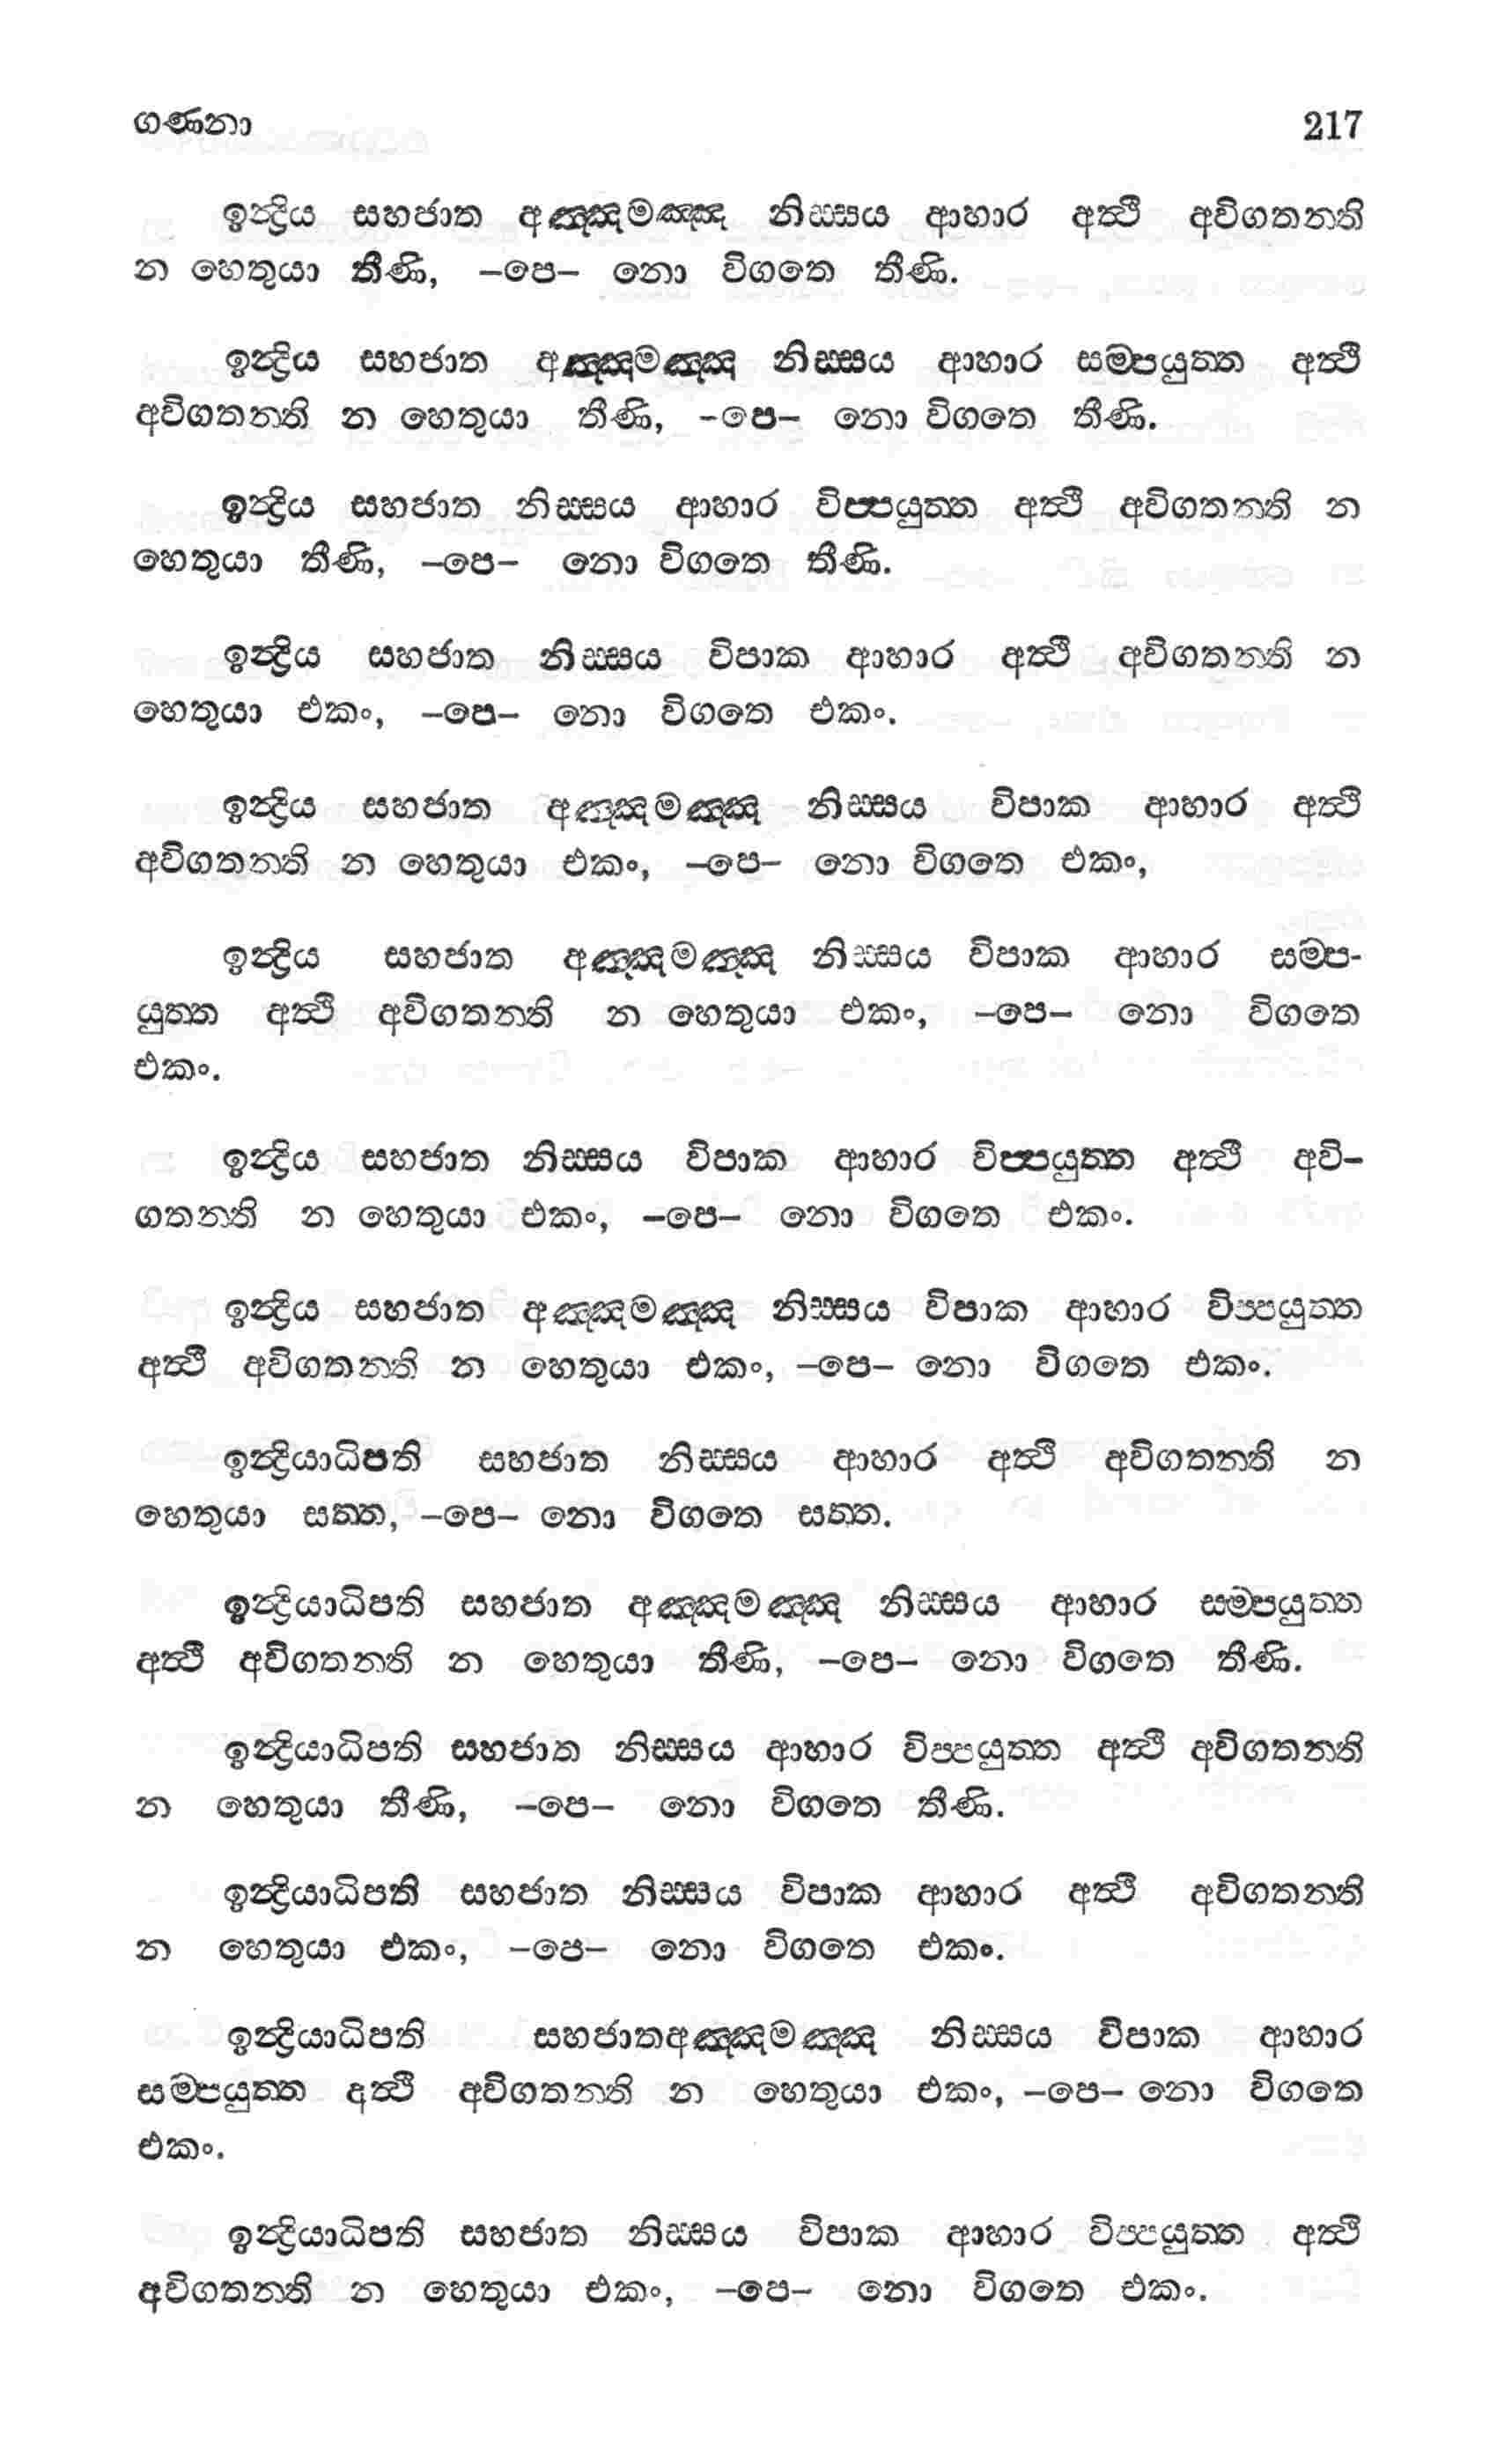 ගණනා 217
ඉන්ද්‍රිය සහජාත අඤ්ඤමඤ්ඤ නිස්සය ආහාර අත්ථි අවිගතන්ති
න හෙතුයා තීණි, –පෙ– නො විගතෙ තීණි.
ඉන්ද්‍රිය සහජාත අඤ්ඤමඤ්ඤ නිස්සය ආහාර සම්පයුත්ත අත්ථි
අවිගතන්ති න හෙතුයා තීණි, –පෙ– නො විගතෙ තීණි.
ඉන්ද්‍රිය සහජාත නිස්සය ආහාර විප්පයුත්ත අත්ථි අවිගතන්ති න
හෙතුයා තීණි, –පෙ– නො විගතෙ තීණි.
ඉන්ද්‍රිය සහජාත නිස්සය විපාක ආහාර අත්ථි අවිගතන්ති න
හෙතුයා එකං, –පෙ– නො විගතෙ එකං.
ඉන්ද්‍රිය සහජාත අඤ්ඤමඤ්ඤ නිස්සය විපාක ආහාර අත්ථි
අවිගතන්ති න හෙතුයා එකං, –පෙ– නො විගතෙ එකං,
ඉන්ද්‍රිය සහජාත අඤ්ඤමඤ්ඤ නිස්සය විපාක ආහාර සම්ප-
යුත්ත අත්ථි අවිගතන්ති න හෙතුයා එකං, –පෙ– නො විගතෙ
එකං.
ඉන්ද්‍රිය සහජාත නිස්සය විපාක ආහාර විප්පයුත්ත අත්ථි අවි–
ගතන්ති න හෙතුයා එකං, –පෙ– නො විගතෙ එකං.
ඉන්ද්‍රිය සහජාත අඤ්ඤමඤ්ඤ නිස්සය විපාක ආහාර විප්පයුත්ත
අත්ථි අවිගතන්ති න හෙතුයා එකං, –පෙ– නො විගතෙ එකං.
ඉන්ද්‍රියාධිපති සහජාත නිස්සය ආහාර අත්ථි අවිගතන්ති න
හෙතුයා සත්ත, –පෙ– නො විගතෙ සත්ත.
ඉන්ද්‍රියාධිපති සහජාත අඤ්ඤමඤ්ඤ නිස්සය ආහාර සම්පයුත්ත
අත්ථි අවිගතන්ති න හෙතුයා තීණි, –පෙ– නො විගතෙ තීණි.
ඉන්ද්‍රියාධිපති සහජාත නිස්සය ආහාර විප්පයුත්ත අත්ථි අවිගතන්ති
න හෙතුයා තීණි, –පෙ– නො විගතෙ තීණි.
ඉන්ද්‍රියාධිපති සහජාත නිස්සය විපාක ආහාර අත්ථි අවිගතන්ති
න හෙතුයා එකං, –පෙ– නො විගතෙ එකං.
ඉන්ද්‍රියාධිපති සහජාතඅඤ්ඤමඤ්ඤ නිස්සය විපාක ආහාර
සම්පයුත්ත අත්ථි අවිගතන්ති න හෙතුයා එකං, –පෙ– නො විගතෙ
එකං.
ඉන්ද්‍රියාධිපති සහජාත නිස්සය විපාක ආහාර විප්පයුත්ත අත්ථි
අවිගතන්ති න හෙතුයා එකං, –පෙ– නො විගතෙ එකං.